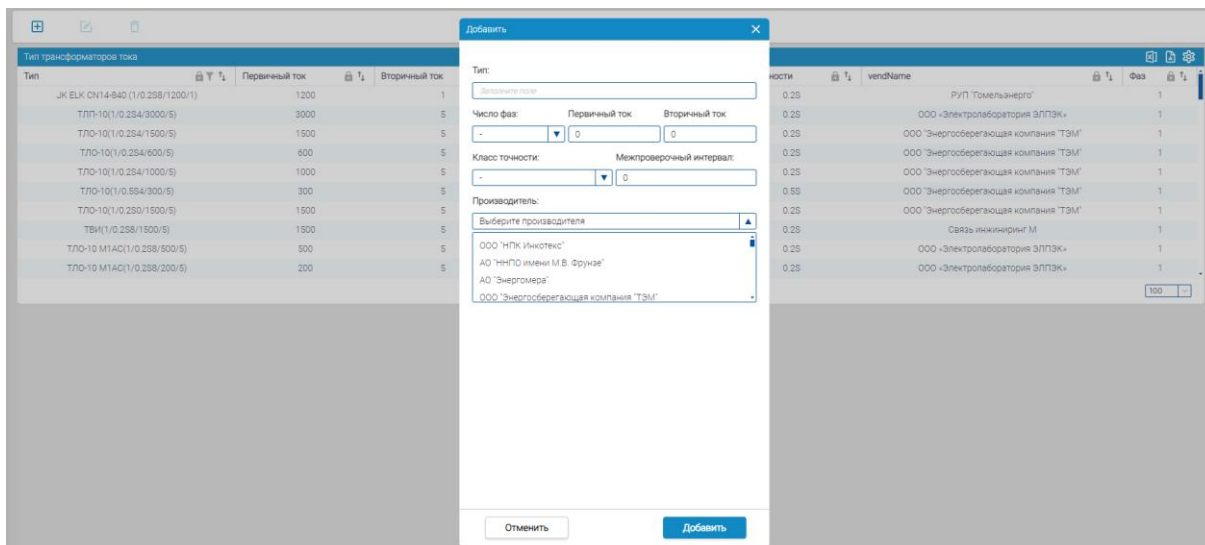 Добавить
Тип трансформаторов тока
Тип Первичный ток Вторичный ток ности vendName Фаз
JK ELK CN14-840 (1/0.2S8/1200/1) 1200 1 0.2S РУП "Гомельэнерго" 1
ТЛП-10(1/0.2S4/3000/5) 3000 5 0.2S ООО «Электролаборатория ЭЛПЭК» 1
ТЛО-10(1/0.2S4/1500/5) 1500 5 0.2S ООО "Энергосберегающая компания "ТЭМ" 1
ТЛО-10(1/0.2S4/600/5) 600 5 0.2S ООО "Энергосберегающая компания "ТЭМ" 1
ТЛО-10(1/0.2S4/1000/5) 1000 5 0.2S ООО "Энергосберегающая компания "ТЭМ" 1
ТЛО-10(1/0.5S4/300/5) 300 5 0.5S ООО "Энергосберегающая компания "ТЭМ" 1
ТЛО-10(1/0.2S0/1500/5) 1500 5 0.2S ООО "Энергосберегающая компания "ТЭМ" 1
ТВИ(1/0.2S8/1500/5) 1500 5 0.2S Связь инжиниринг М 1
ТЛО-10 М1АС(1/0.2S8/500/5) 500 5 0.2S ООО «Электролаборатория ЭЛПЭК» 1
ТЛО-10 М1АС(1/0.2S8/200/5) 200 5 0.2S ООО «Электролаборатория ЭЛПЭК» 1
100
Тип:
Заполните поле
Число фаз: Первичный ток Вторичный ток
- 0 0
Класс точности: Межпроверочный интервал:
- 0
Производитель:
Выберите производителя
ООО "НПК Инкотекс"
АО "ННПО имени М.В. Фрунзе"
АО "Энергомера"
ООО "Энергосберегающая компания "ТЭМ"
Отменить Добавить